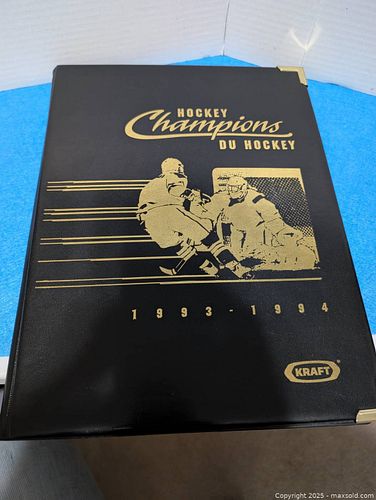 HOCKEY
Champions
DU HOCKEY
1993-1994
KRAFT
Copyright © 2025 - maxsold.com